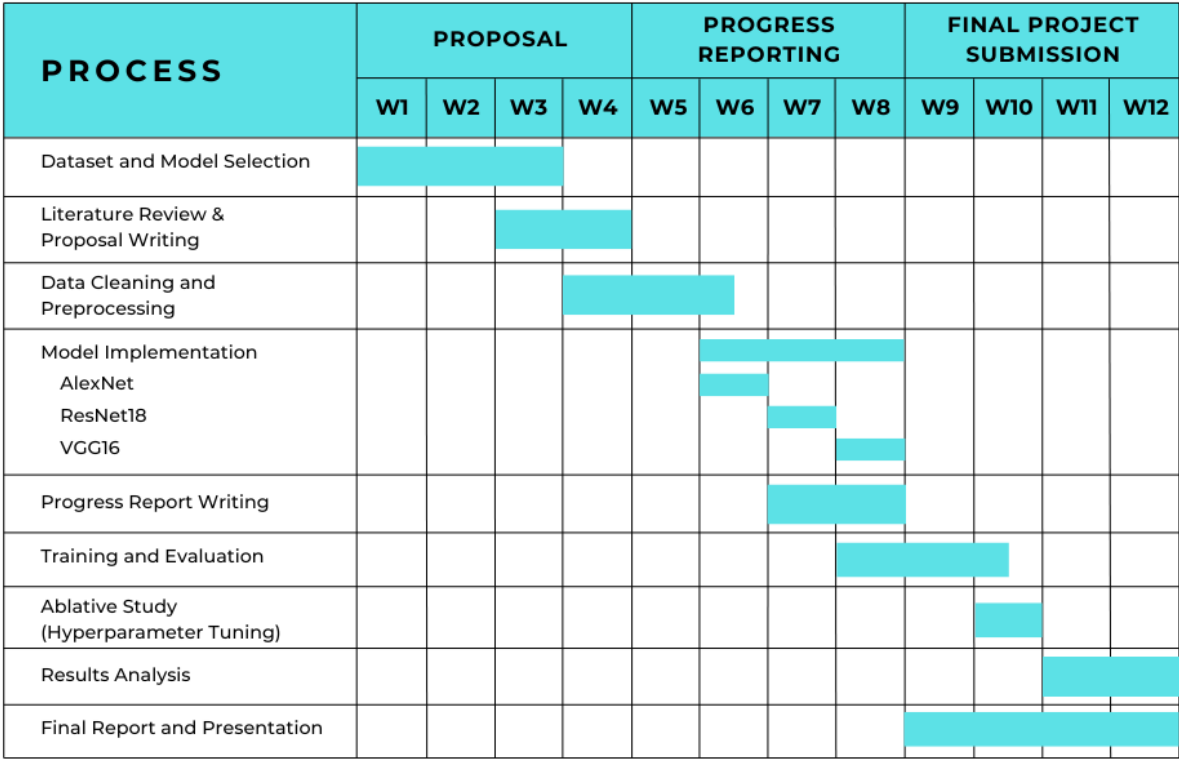 PROCESS
PROPOSAL
PROGRESS
REPORTING
FINAL PROJECT
SUBMISSION
W1 W2 W3 W4 W5 W6 W7 W8 W9 W10 W11 W12
Dataset and Model Selection
Literature Review &
Proposal Writing
Data Cleaning and
Preprocessing
Model Implementation
AlexNet
ResNet18
VGG16
Progress Report Writing
Training and Evaluation
Ablative Study
(Hyperparameter Tuning)
Results Analysis
Final Report and Presentation